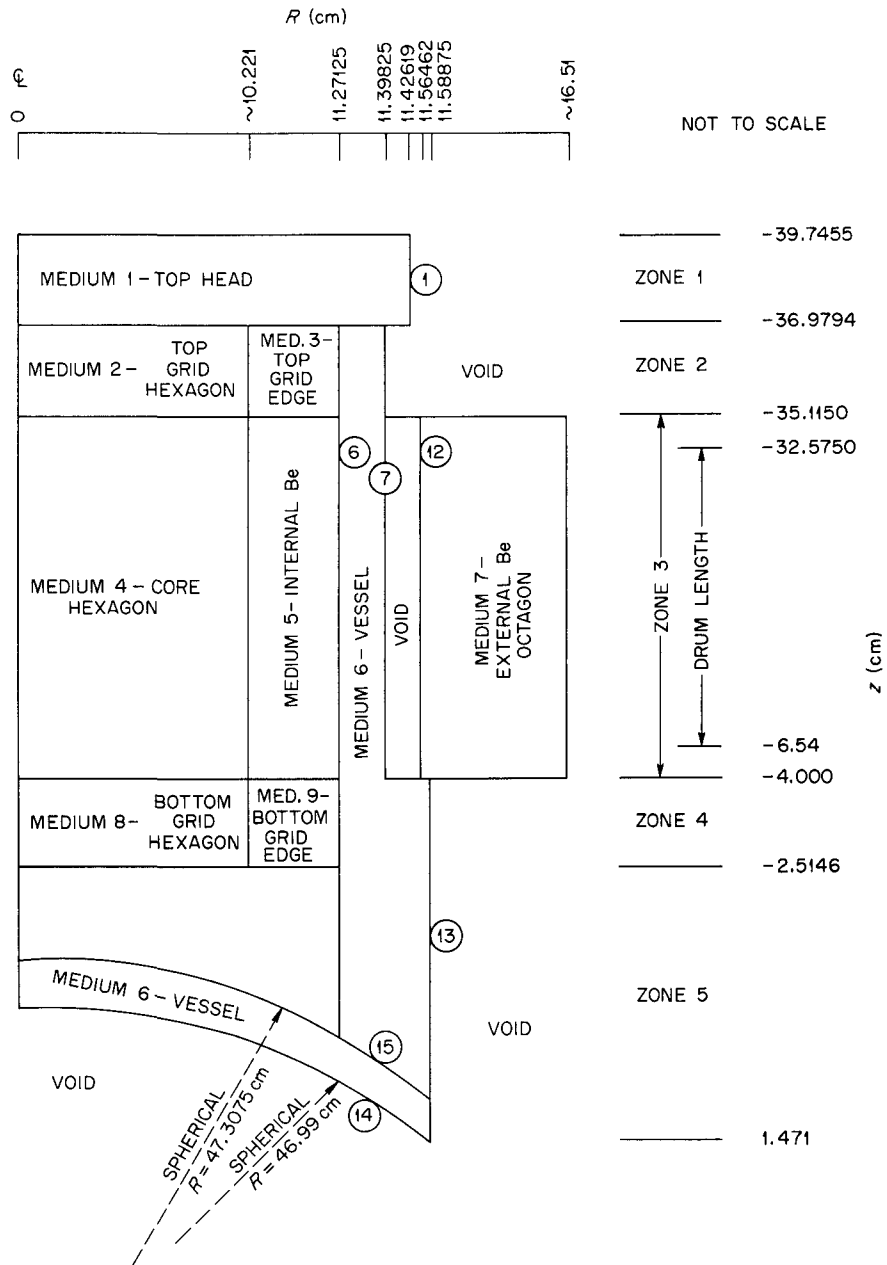 R (cm)
℄
0
~10.221
11.27125
11.39825
11.42619
11.56462
11.58875
~16.51
NOT TO SCALE
-39.7455
MEDIUM 1-TOP HEAD
1
ZONE 1
-36.9794
MEDIUM 2-
TOP
GRID
HEXAGON
MED. 3-
TOP
GRID
EDGE
VOID
ZONE 2
-35.1150
-32.5750
6
7
12
MEDIUM 4-CORE
HEXAGON
MEDIUM 5-INTERNAL Be
MEDIUM 6-VESSEL
VOID
MEDIUM 7-
EXTERNAL Be
OCTAGON
ZONE 3
DRUM LENGTH
z (cm)
-6.54
-4.000
MEDIUM 8-
BOTTOM
GRID
HEXAGON
MED. 9-
BOTTOM
GRID
EDGE
ZONE 4
-2.5146
13
MEDIUM 6-VESSEL
ZONE 5
VOID
15
VOID
14
SPHERICAL
R = 47.3075 cm
SPHERICAL
R = 46.99 cm
1.471